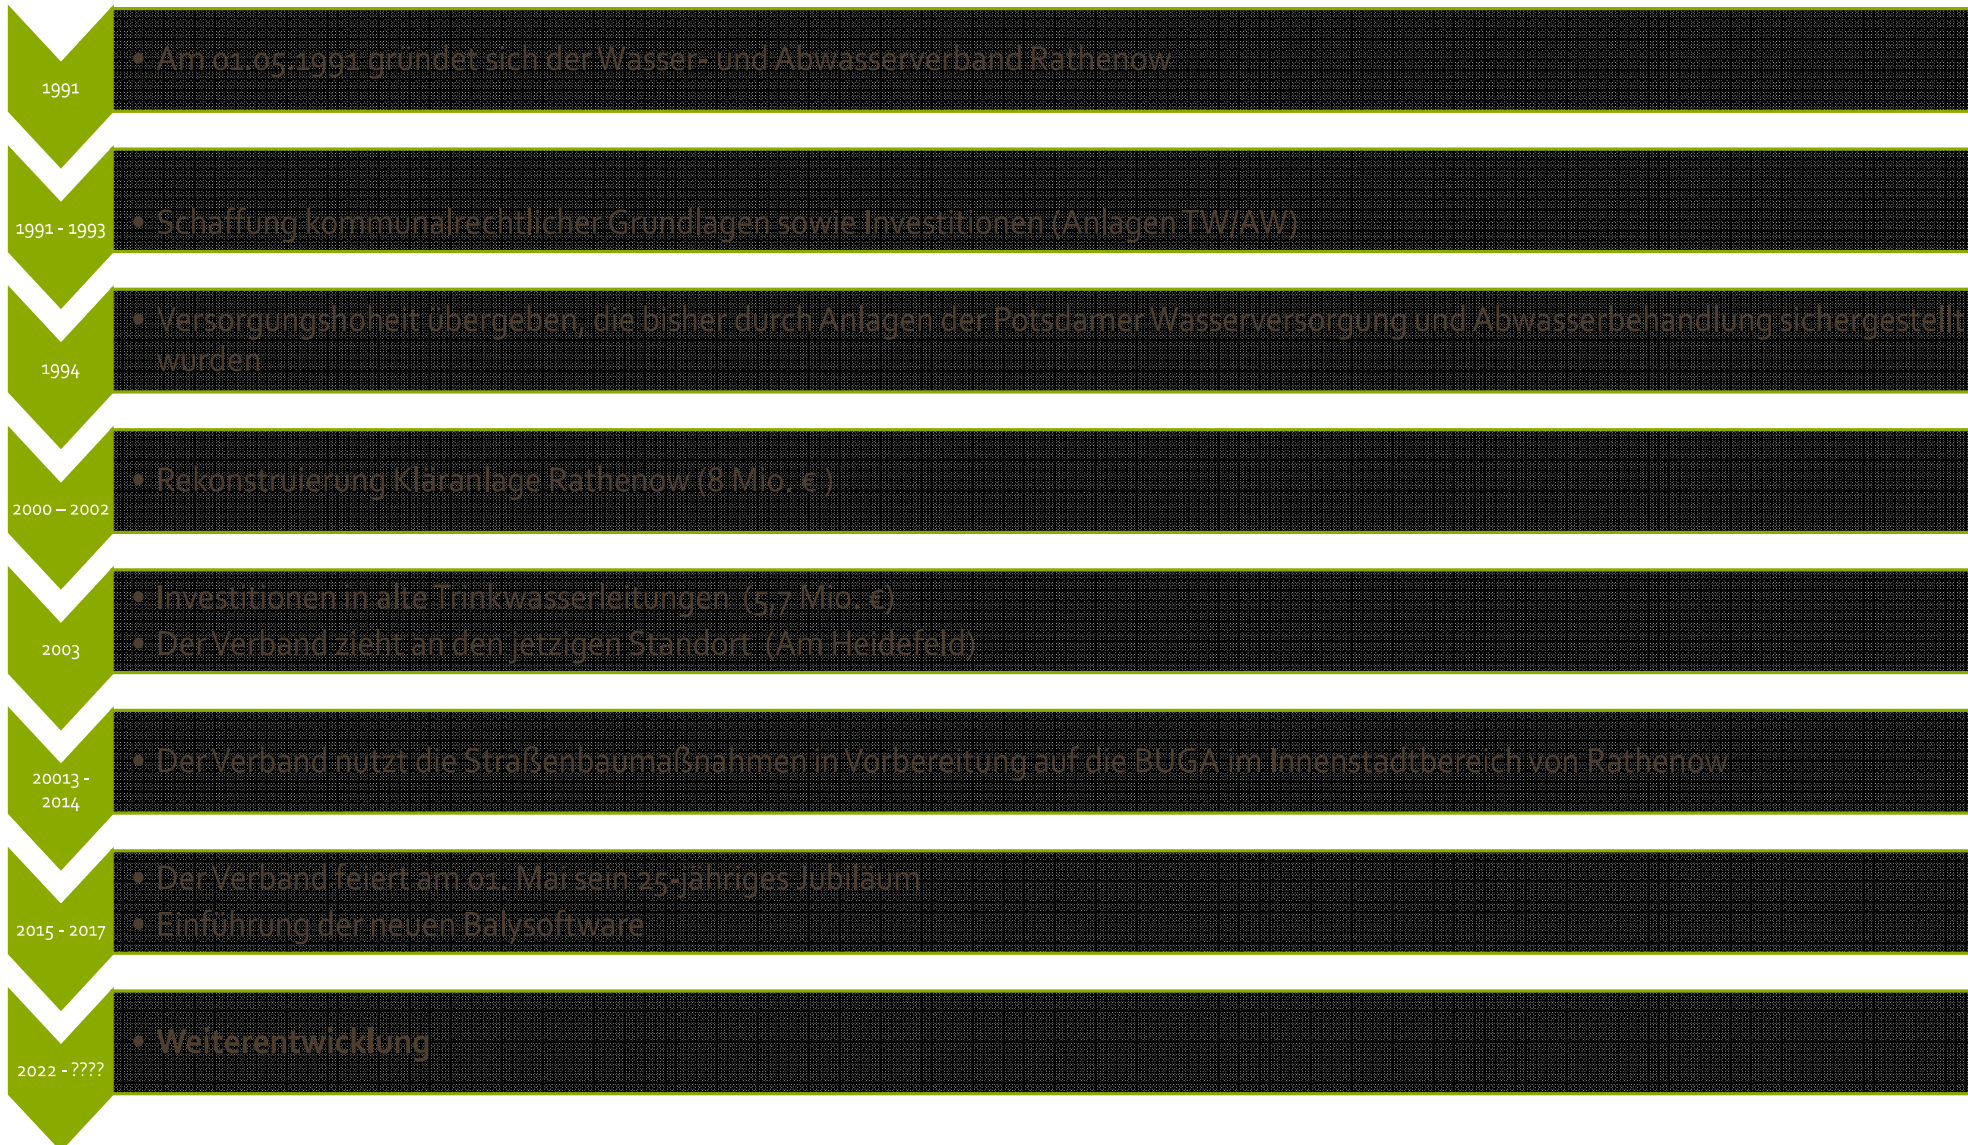 1991
• Am 01.05.1991 gründet sich der Wasser- und Abwasserverband Rathenow
1991 - 1993
• Schaffung kommunalrechtlicher Grundlagen sowie Investitionen (Anlagen TW/AW)
1994
• Versorgungshoheit übergeben, die bisher durch Anlagen der Potsdamer Wasserversorgung und Abwasserbehandlung sichergestellt
wurden
2000 – 2002
• Rekonstruierung Kläranlage Rathenow (8 Mio. € )
2003
• Investitionen in alte Trinkwasserleitungen (5,7 Mio. €)
• Der Verband zieht an den jetzigen Standort (Am Heidefeld)
20013 -
2014
• Der Verband nutzt die Straßenbaumaßnahmen in Vorbereitung auf die BUGA im Innenstadtbereich von Rathenow
2015 - 2017
• Der Verband feiert am 01. Mai sein 25-jähriges Jubiläum
• Einführung der neuen Balysoftware
2022 - ????
• Weiterentwicklung